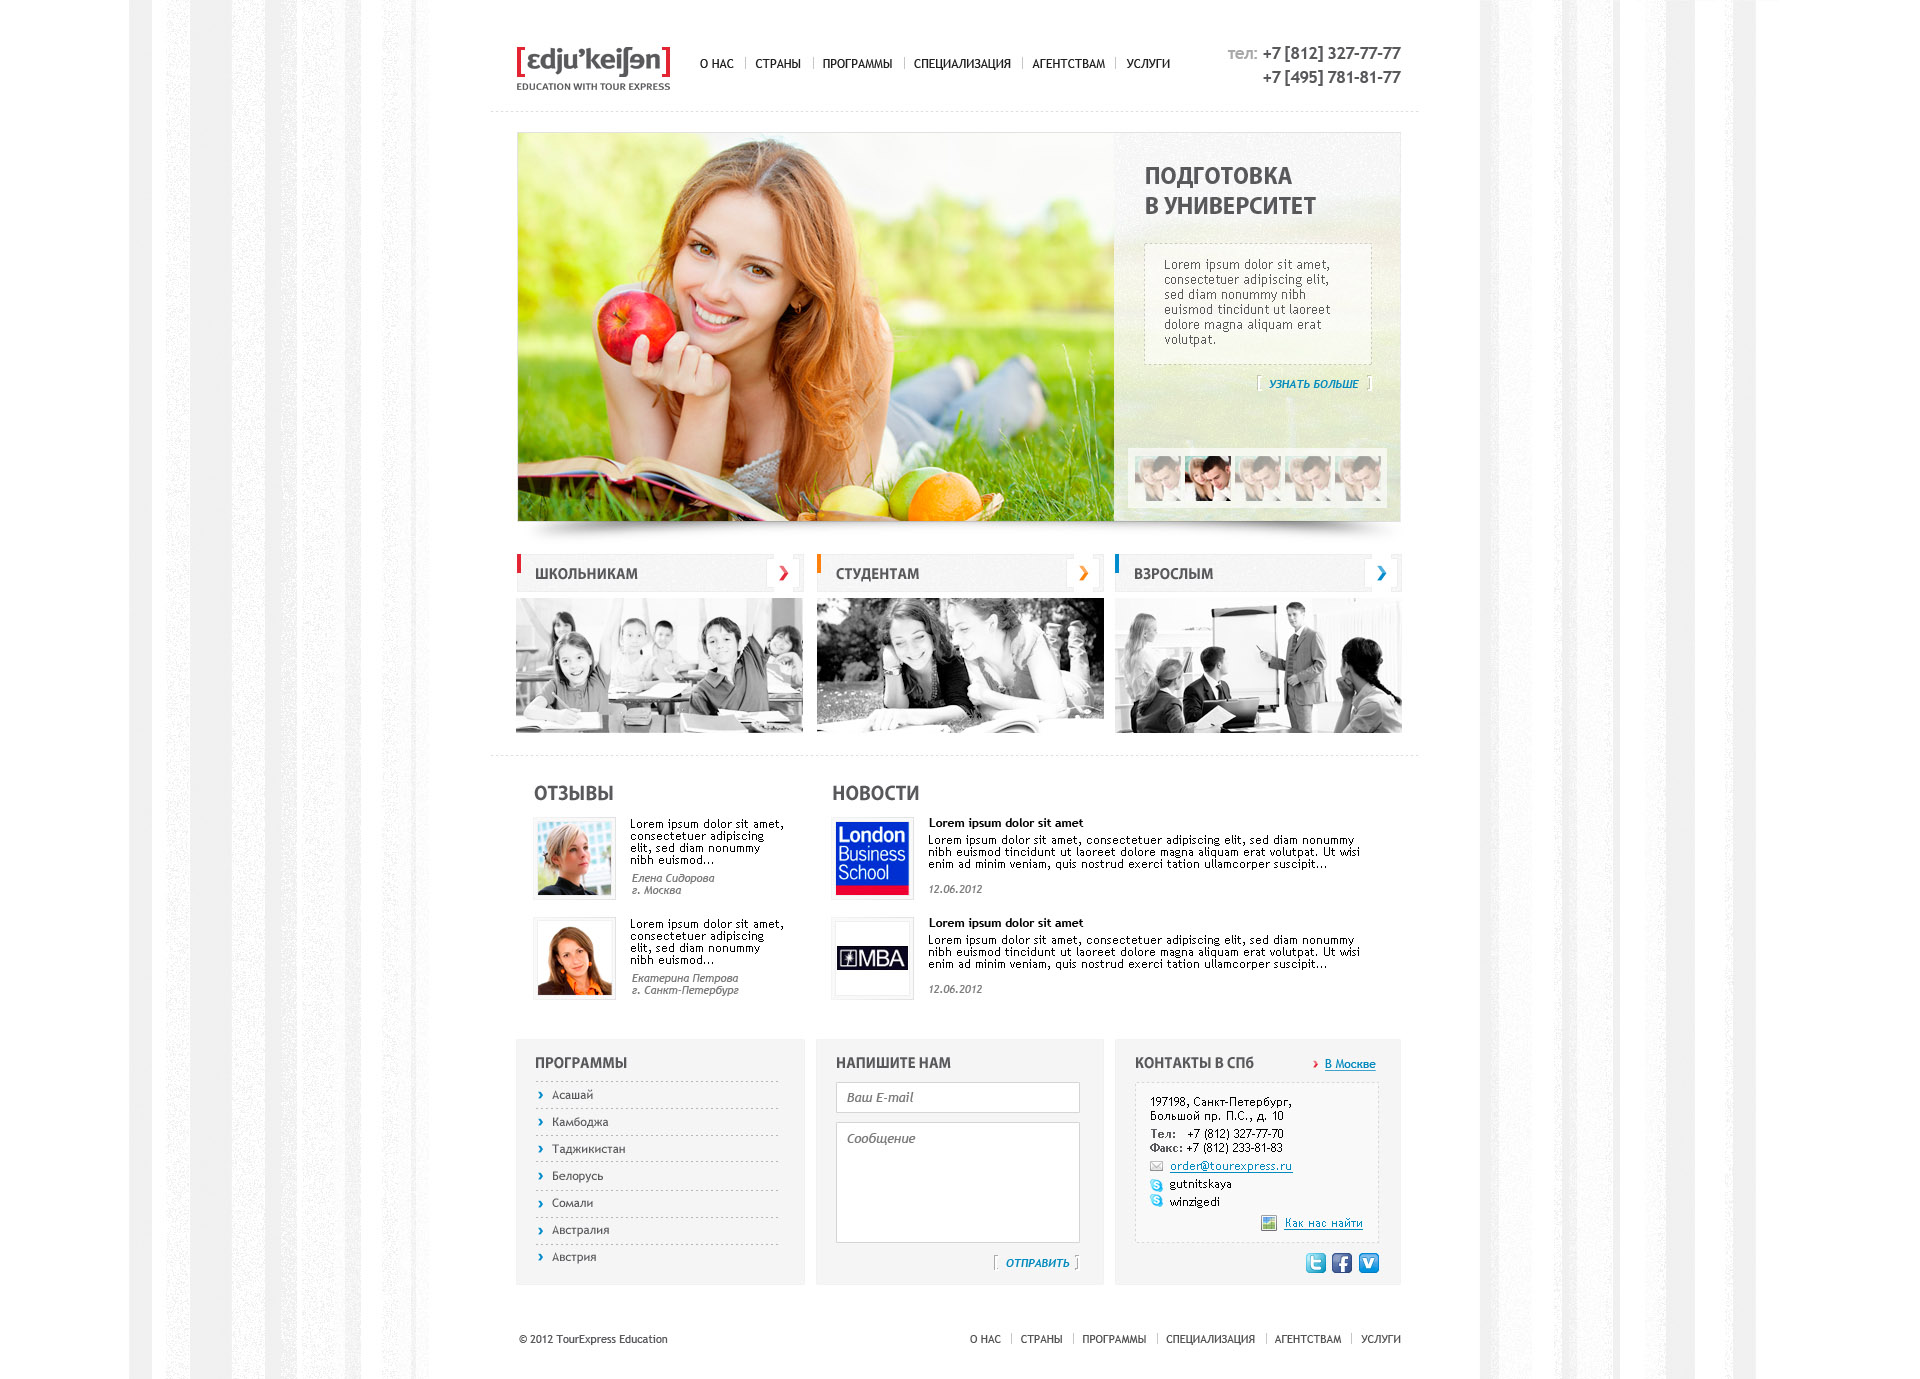 [ɛdju'keiʃɘn]
EDUCATION WITH TOUR EXPRESS
О НАС
СТРАНЫ
ПРОГРАММЫ
СПЕЦИАЛИЗАЦИЯ
АГЕНТСТВАМ
УСЛУГИ
тел: +7 [812] 327-77-77
+7 [495] 781-81-77
ПОДГОТОВКА
В УНИВЕРСИТЕТ
Lorem ipsum dolor sit amet,
consectetuer adipiscing elit,
sed diam nonummy nibh
euismod tincidunt ut laoreet
dolore magna aliquam erat
volutpat.
УЗНАТЬ БОЛЬШЕ
ШКОЛЬНИКАМ
СТУДЕНТАМ
ВЗРОСЛЫМ
ОТЗЫВЫ
Lorem ipsum dolor sit amet,
consectetuer adipiscing
elit, sed diam nonummy
nibh euismod...
Елена Сидорова
г. Москва
Lorem ipsum dolor sit amet,
consectetuer adipiscing
elit, sed diam nonummy
nibh euismod...
Екатерина Петрова
г. Санкт-Петербург
НОВОСТИ
London
Business
School
Lorem ipsum dolor sit amet
Lorem ipsum dolor sit amet, consectetuer adipiscing elit, sed diam nonummy
nibh euismod tincidunt ut laoreet dolore magna aliquam erat volutpat. Ut wisi
enim ad minim veniam, quis nostrud exerci tation ullamcorper suscipit...
12.06.2012
MBA
Lorem ipsum dolor sit amet
Lorem ipsum dolor sit amet, consectetuer adipiscing elit, sed diam nonummy
nibh euismod tincidunt ut laoreet dolore magna aliquam erat volutpat. Ut wisi
enim ad minim veniam, quis nostrud exerci tation ullamcorper suscipit...
12.06.2012
ПРОГРАММЫ
Асашай
Камбоджа
Таджикистан
Белорусь
Сомали
Австралия
Австрия
НАПИШИТЕ НАМ
Ваш E-mail
Сообщение
ОТПРАВИТЬ
КОНТАКТЫ В СПб
В Москве
197198, Санкт-Петербург,
Большой пр. П.С., д. 10
Тел: +7 (812) 327-77-70
Факс: +7 (812) 233-81-83
order@tourexpress.ru
gutnitskaya
winzigedi
Как нас найти
© 2012 TourExpress Education
О НАС
СТРАНЫ
ПРОГРАММЫ
СПЕЦИАЛИЗАЦИЯ
АГЕНТСТВАМ
УСЛУГИ